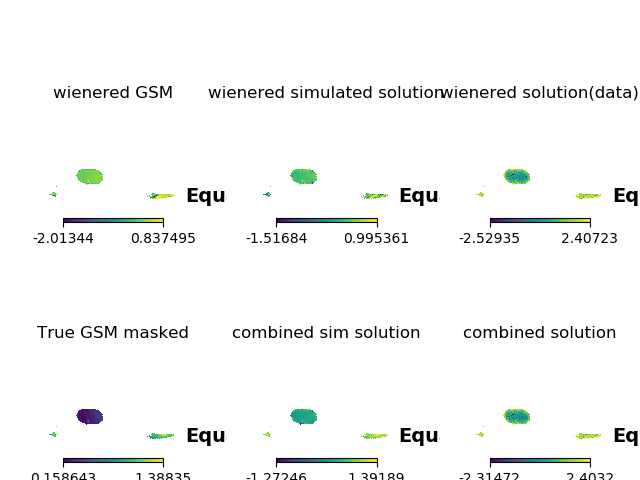 wienered GSM wienered simulated solution wienered solution(data)
Equ Equ Eq
-2.01344 0.837495 -1.51684 0.995361 -2.52935 2.40723
True GSM masked combined sim solution combined solution
Equ Equ Eq
0.158643 1.38835 -1.27246 1.39189 -2.31472 2.4032